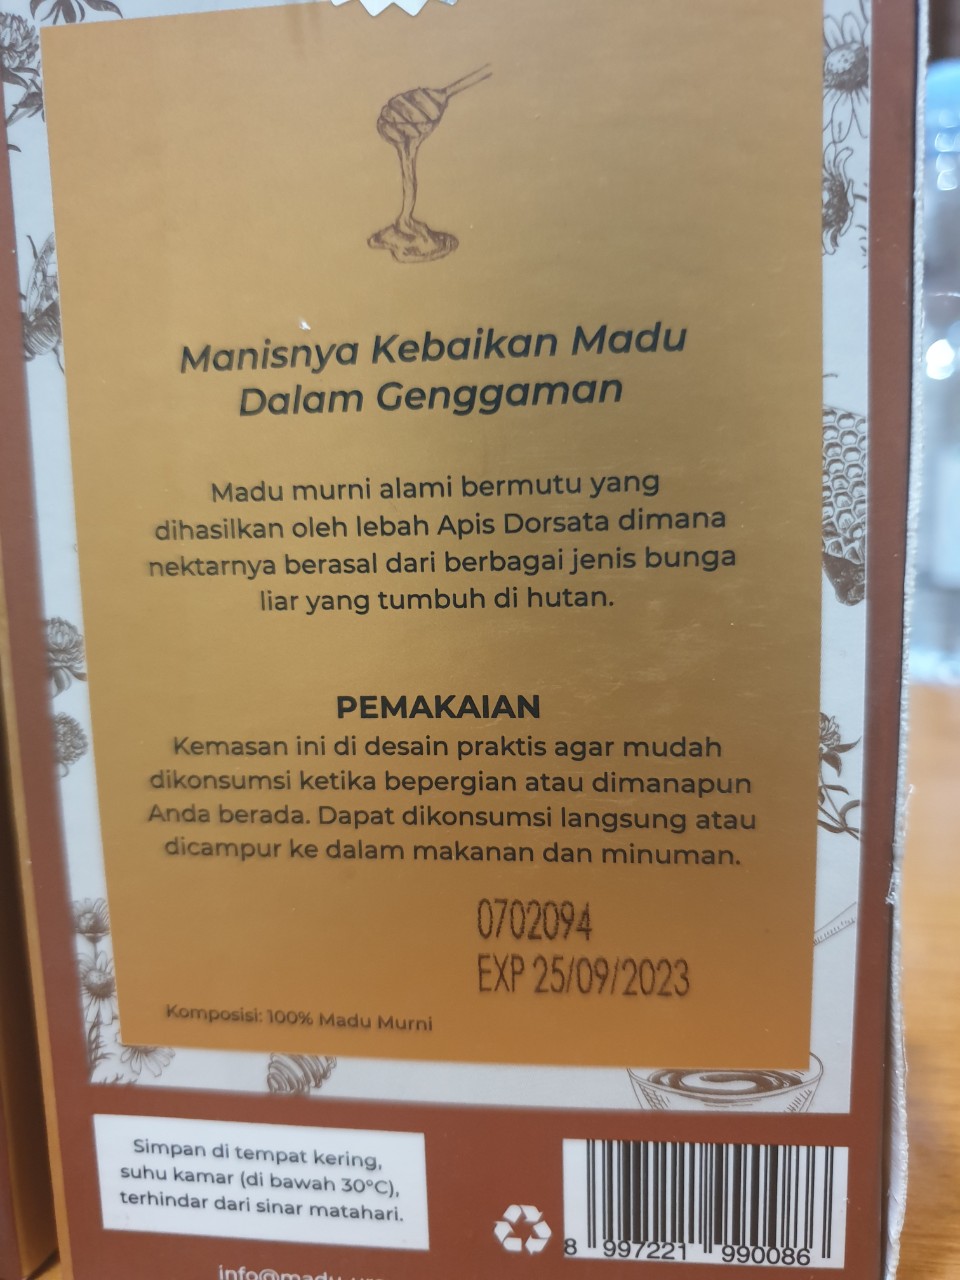 Manisnya Kebaikan Madu
Dalam Genggaman
Madu murni alami bermutu yang
dihasilkan oleh lebah Apis Dorsata dimana
nektarnya berasal dari berbagai jenis bunga
liar yang tumbuh di hutan.
PEMAKAIAN
Kemasan ini di desain praktis agar mudah
dikonsumsi ketika bepergian atau dimanapun
Anda berada. Dapat dikonsumsi langsung atau
dicampur ke dalam makanan dan minuman.
0702094
EXP 25/09/2023
Komposisi: 100% Madu Murni
Simpan di tempat kering,
suhu kamar (di bawah 30°C),
terhindar dari sinar matahari.
8 997221 990086